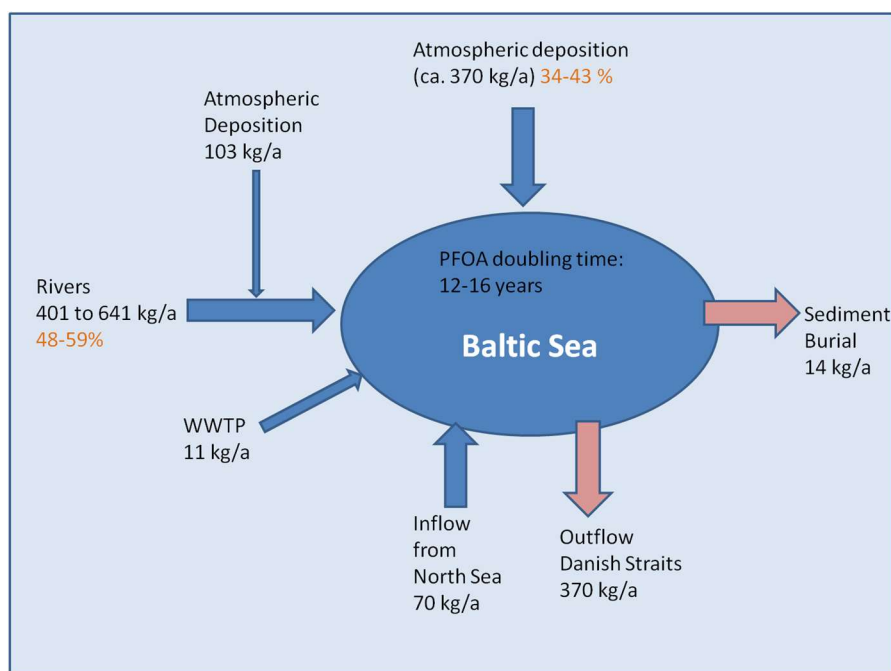 Atmospheric deposition
(ca. 370 kg/a) 34-43 %
Atmospheric
Deposition
103 kg/a
PFOA doubling time:
12-16 years
Baltic Sea
Rivers
401 to 641 kg/a
48-59%
Sediment
Burial
14 kg/a
WWTP
11 kg/a
Inflow
from
North Sea
70 kg/a
Outflow
Danish Straits
370 kg/a